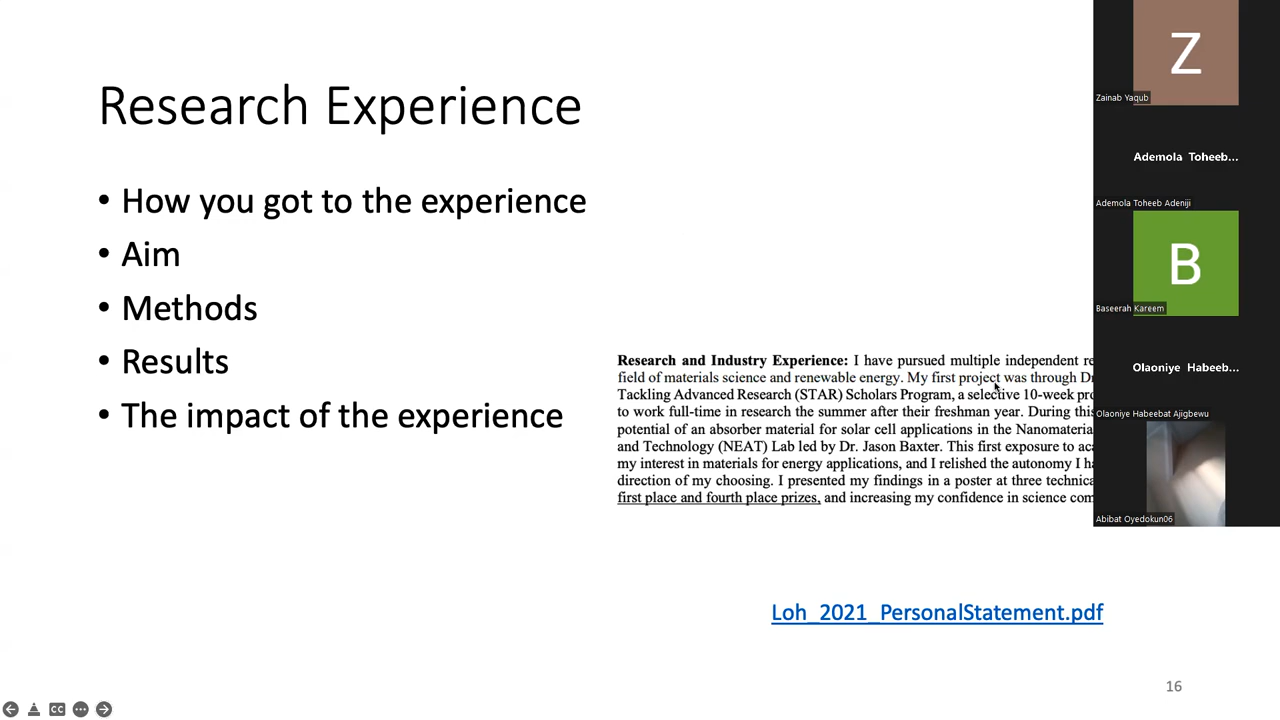 Research Experience
• How you got to the experience
• Aim
• Methods
• Results
• The impact of the experience
Research and Industry Experience: I have pursued multiple independent re
field of materials science and renewable energy. My first project was through Dr
Tackling Advanced Research (STAR) Scholars Program, a selective 10-week pro
to work full-time in research the summer after their freshman year. During this
potential of an absorber material for solar cell applications in the Nanomaterial
and Technology (NEAT) Lab led by Dr. Jason Baxter. This first exposure to aca
my interest in materials for energy applications, and I relished the autonomy I ha
direction of my choosing. I presented my findings in a poster at three technica
first place and fourth place prizes, and increasing my confidence in science com
Loh_2021_PersonalStatement.pdf
16
CC
Z
Zainab Yaqub
Ademola Toheeb...
Ademola Toheeb Adeniji
B
Baseerah Kareem
Olaoniye Habeeb...
Olaoniye Habeebat Ajigbewu
Abibat Oyedokun06